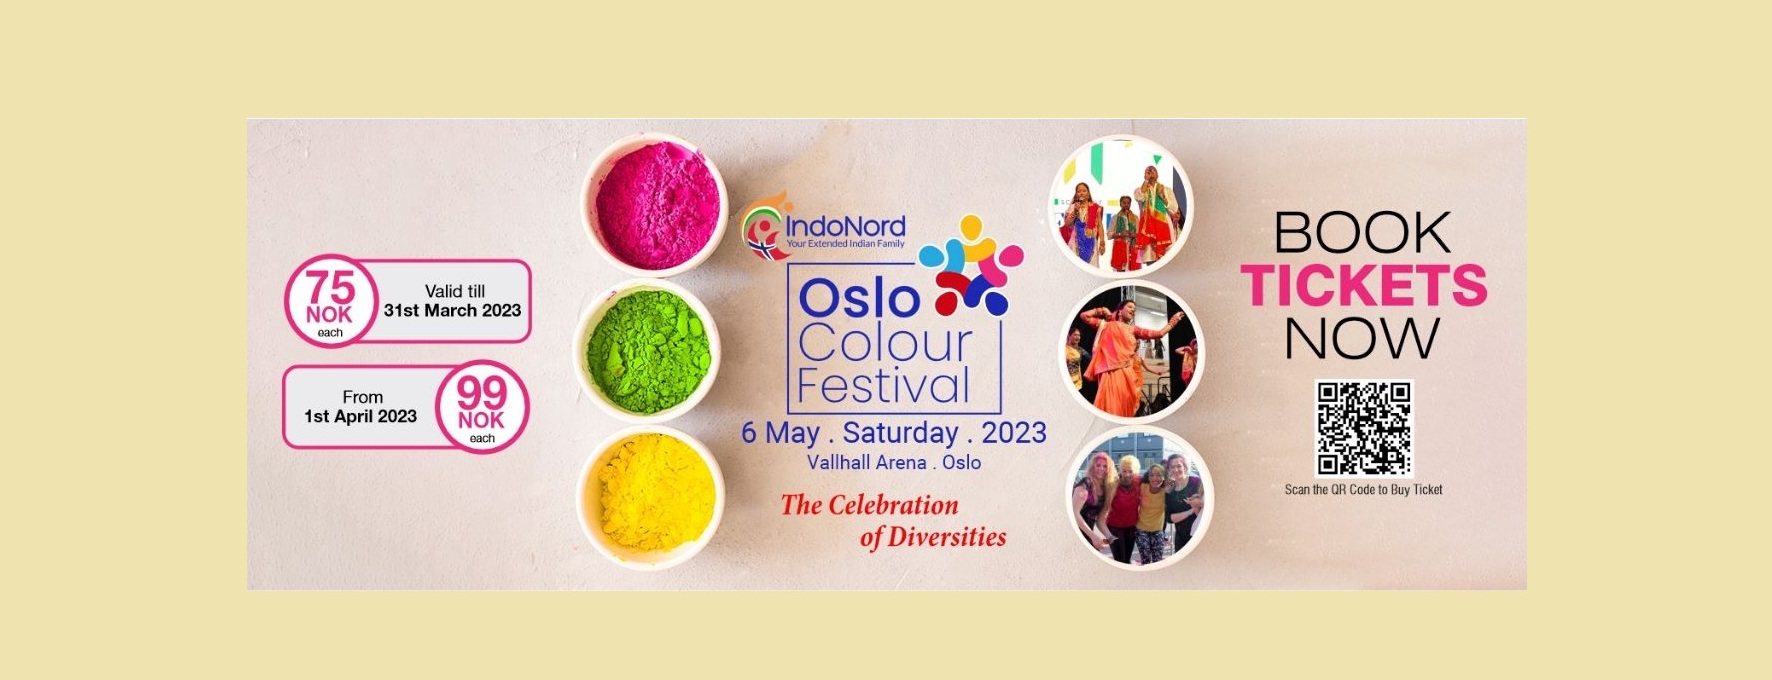 75
NOK
each
Valid till
31st March 2023
From
1st April 2023
99
NOK
each
IndoNord
Your Extended Indian Family
Oslo
Colour
Festival
6 May . Saturday . 2023
Vallhall Arena . Oslo
The Celebration
of Diversities
BOOK
TICKETS
NOW
Scan the QR Code to Buy Ticket